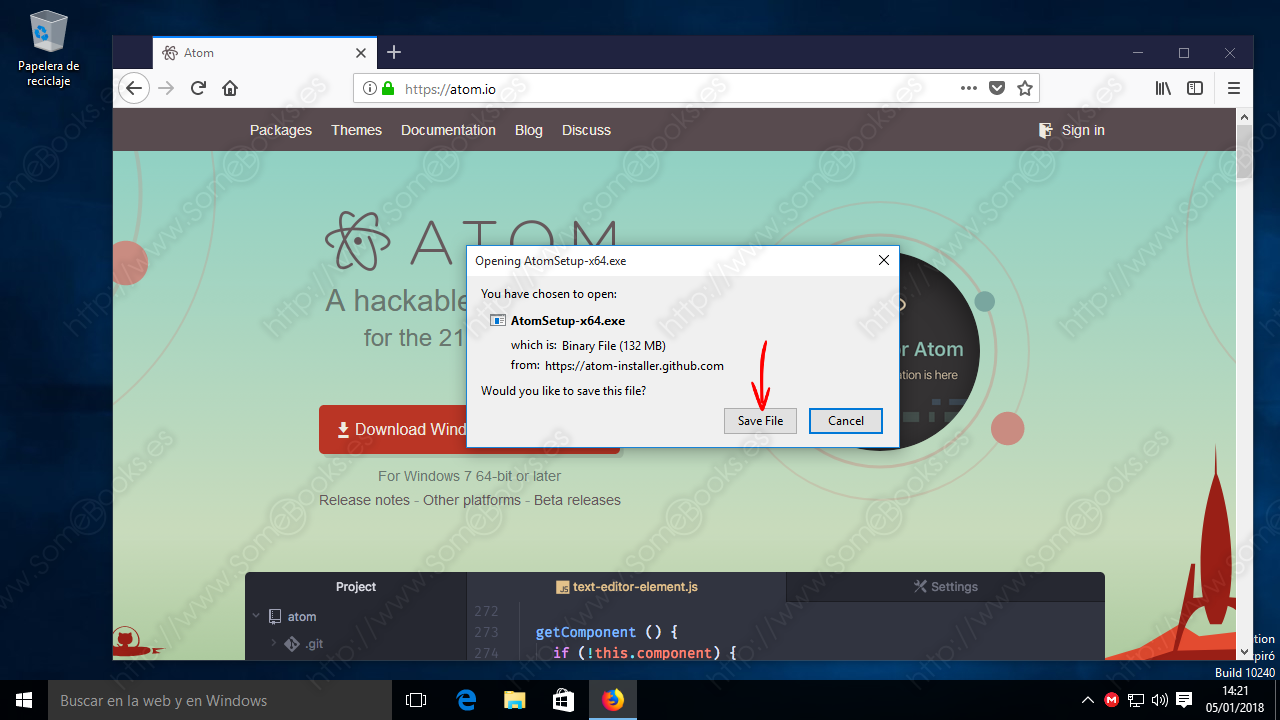 Papelera de
reciclaje
Atom
https://atom.io
Packages Themes Documentation Blog Discuss
Sign in
ATOM
A hackable
for the 21
Opening AtomSetup-x64.exe
You have chosen to open:
AtomSetup-x64.exe
which is: Binary File (132 MB)
from: https://atom-installer.github.com
Would you like to save this file?
Save File Cancel
r Atom
ation is here
Download Wind
For Windows 7 64-bit or later
Release notes - Other platforms - Beta releases
Project
text-editor-element.js
Settings
atom
.git
272
273 getComponent () {
274 if (!this.component) {
tion
piró
Build 10240
Buscar en la web y en Windows
14:21
05/01/2018
http://www.SomeBooks.es